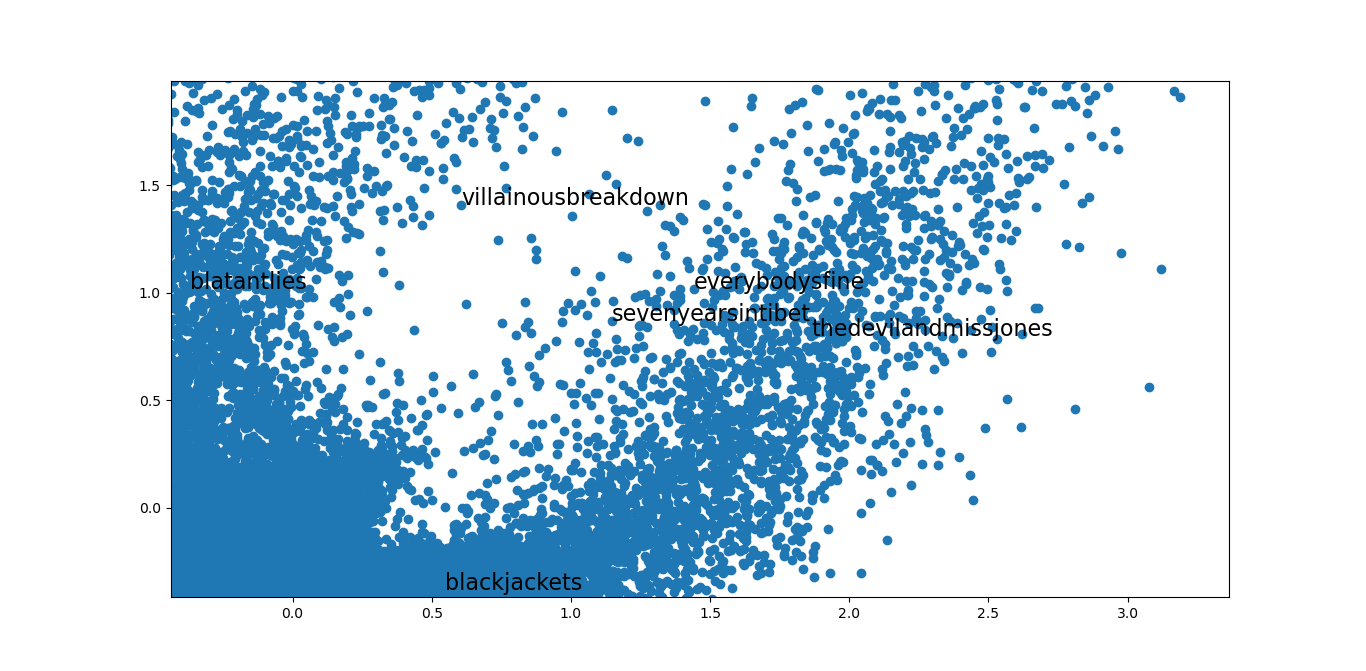 1.5
villainousbreakdown
blatantlies
everybodysfine
1.0
sevenyearsintibet
thedevilandmissjones
0.5
0.0
blackjackets
0.0 0.5 1.0 1.5 2.0 2.5 3.0